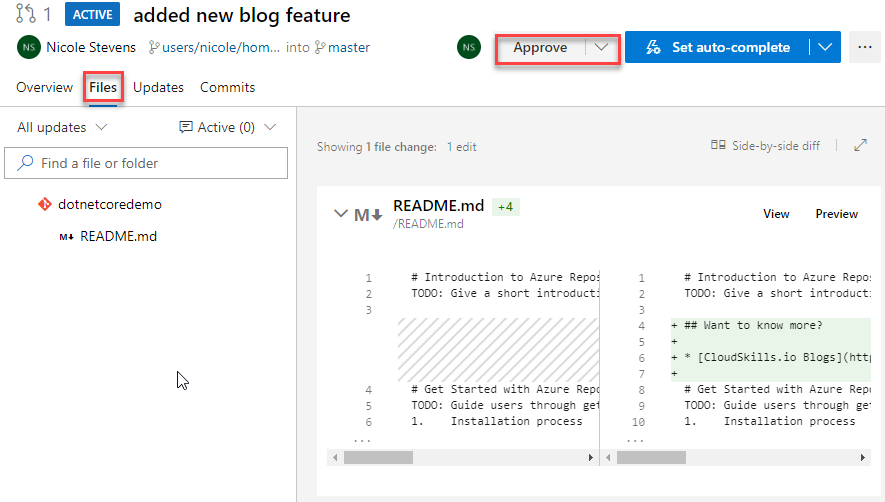 1 ACTIVE added new blog feature
NS Nicole Stevens users/nicole/hom... into master
NS Approve Set auto-complete ...
Overview Files Updates Commits
All updates Active (0)
Find a file or folder
dotnetcoredemo
README.md
Showing 1 file change: 1 edit Side-by-side diff
README.md +4
/README.md
View Preview
1 # Introduction to Azure Repos
2 TODO: Give a short introducti
3
4 # Get Started with Azure Repo
5 TODO: Guide users through get
6 1. Installation process
...
1 # Introduction to Azure Repos
2 TODO: Give a short introducti
3
4 + ## Want to know more?
5 +
6 + * [CloudSkills.io Blogs](http
7 +
8 # Get Started with Azure Repo
9 TODO: Guide users through get
10 1. Installation process
...